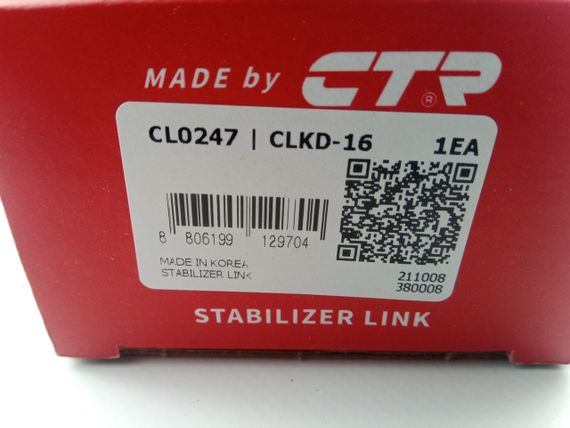 MADE by CTR®
CL0247 | CLKD-16 1EA
8 806199 129704
MADE IN KOREA
STABILIZER LINK
211008
380008
STABILIZER LINK